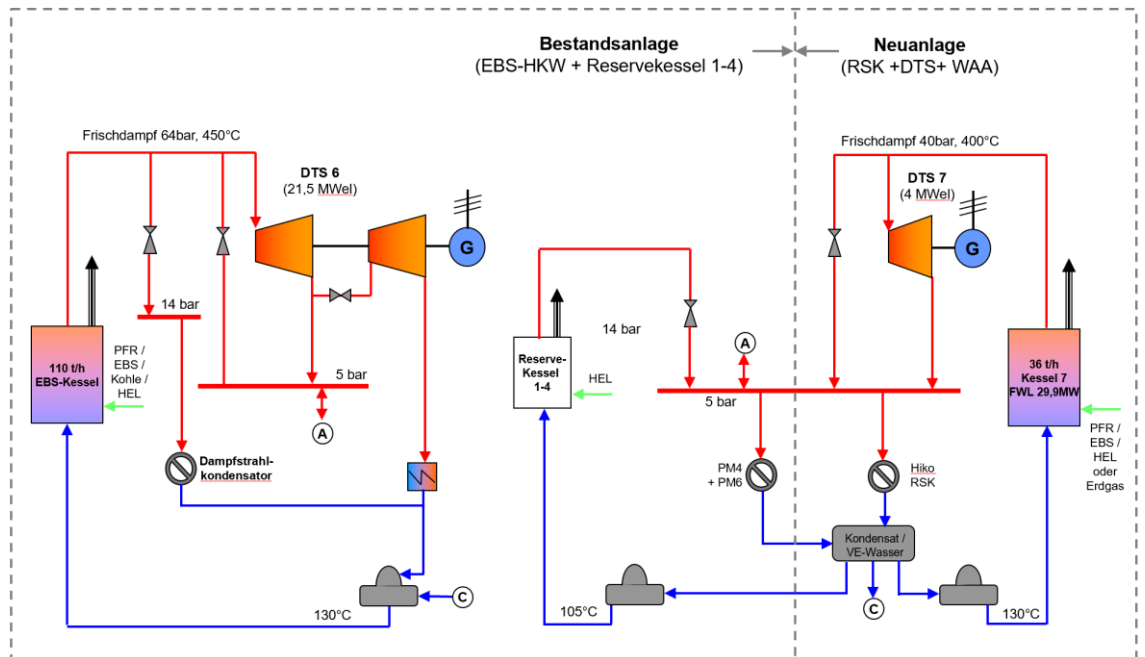 Bestandsanlage
(EBS-HKW + Reservekessel 1-4)
Neuanlage
(RSK +DTS+ WAA)
Frischdampf 64bar, 450°C
DTS 6
(21,5 MWel)
G
14 bar
110 t/h
EBS-Kessel
PFR /
EBS /
Kohle /
HEL
5 bar
A
Dampfstrahl-
kondensator
130°C
C
14 bar
Reserve-
Kessel
1-4
HEL
A
5 bar
PM4
+ PM6
105°C
Frischdampf 40bar, 400°C
DTS 7
(4 MWel)
G
36 t/h
Kessel 7
FWL 29,9MW
PFR /
EBS /
HEL
oder
Erdgas
Hiko
RSK
Kondensat /
VE-Wasser
C
130°C